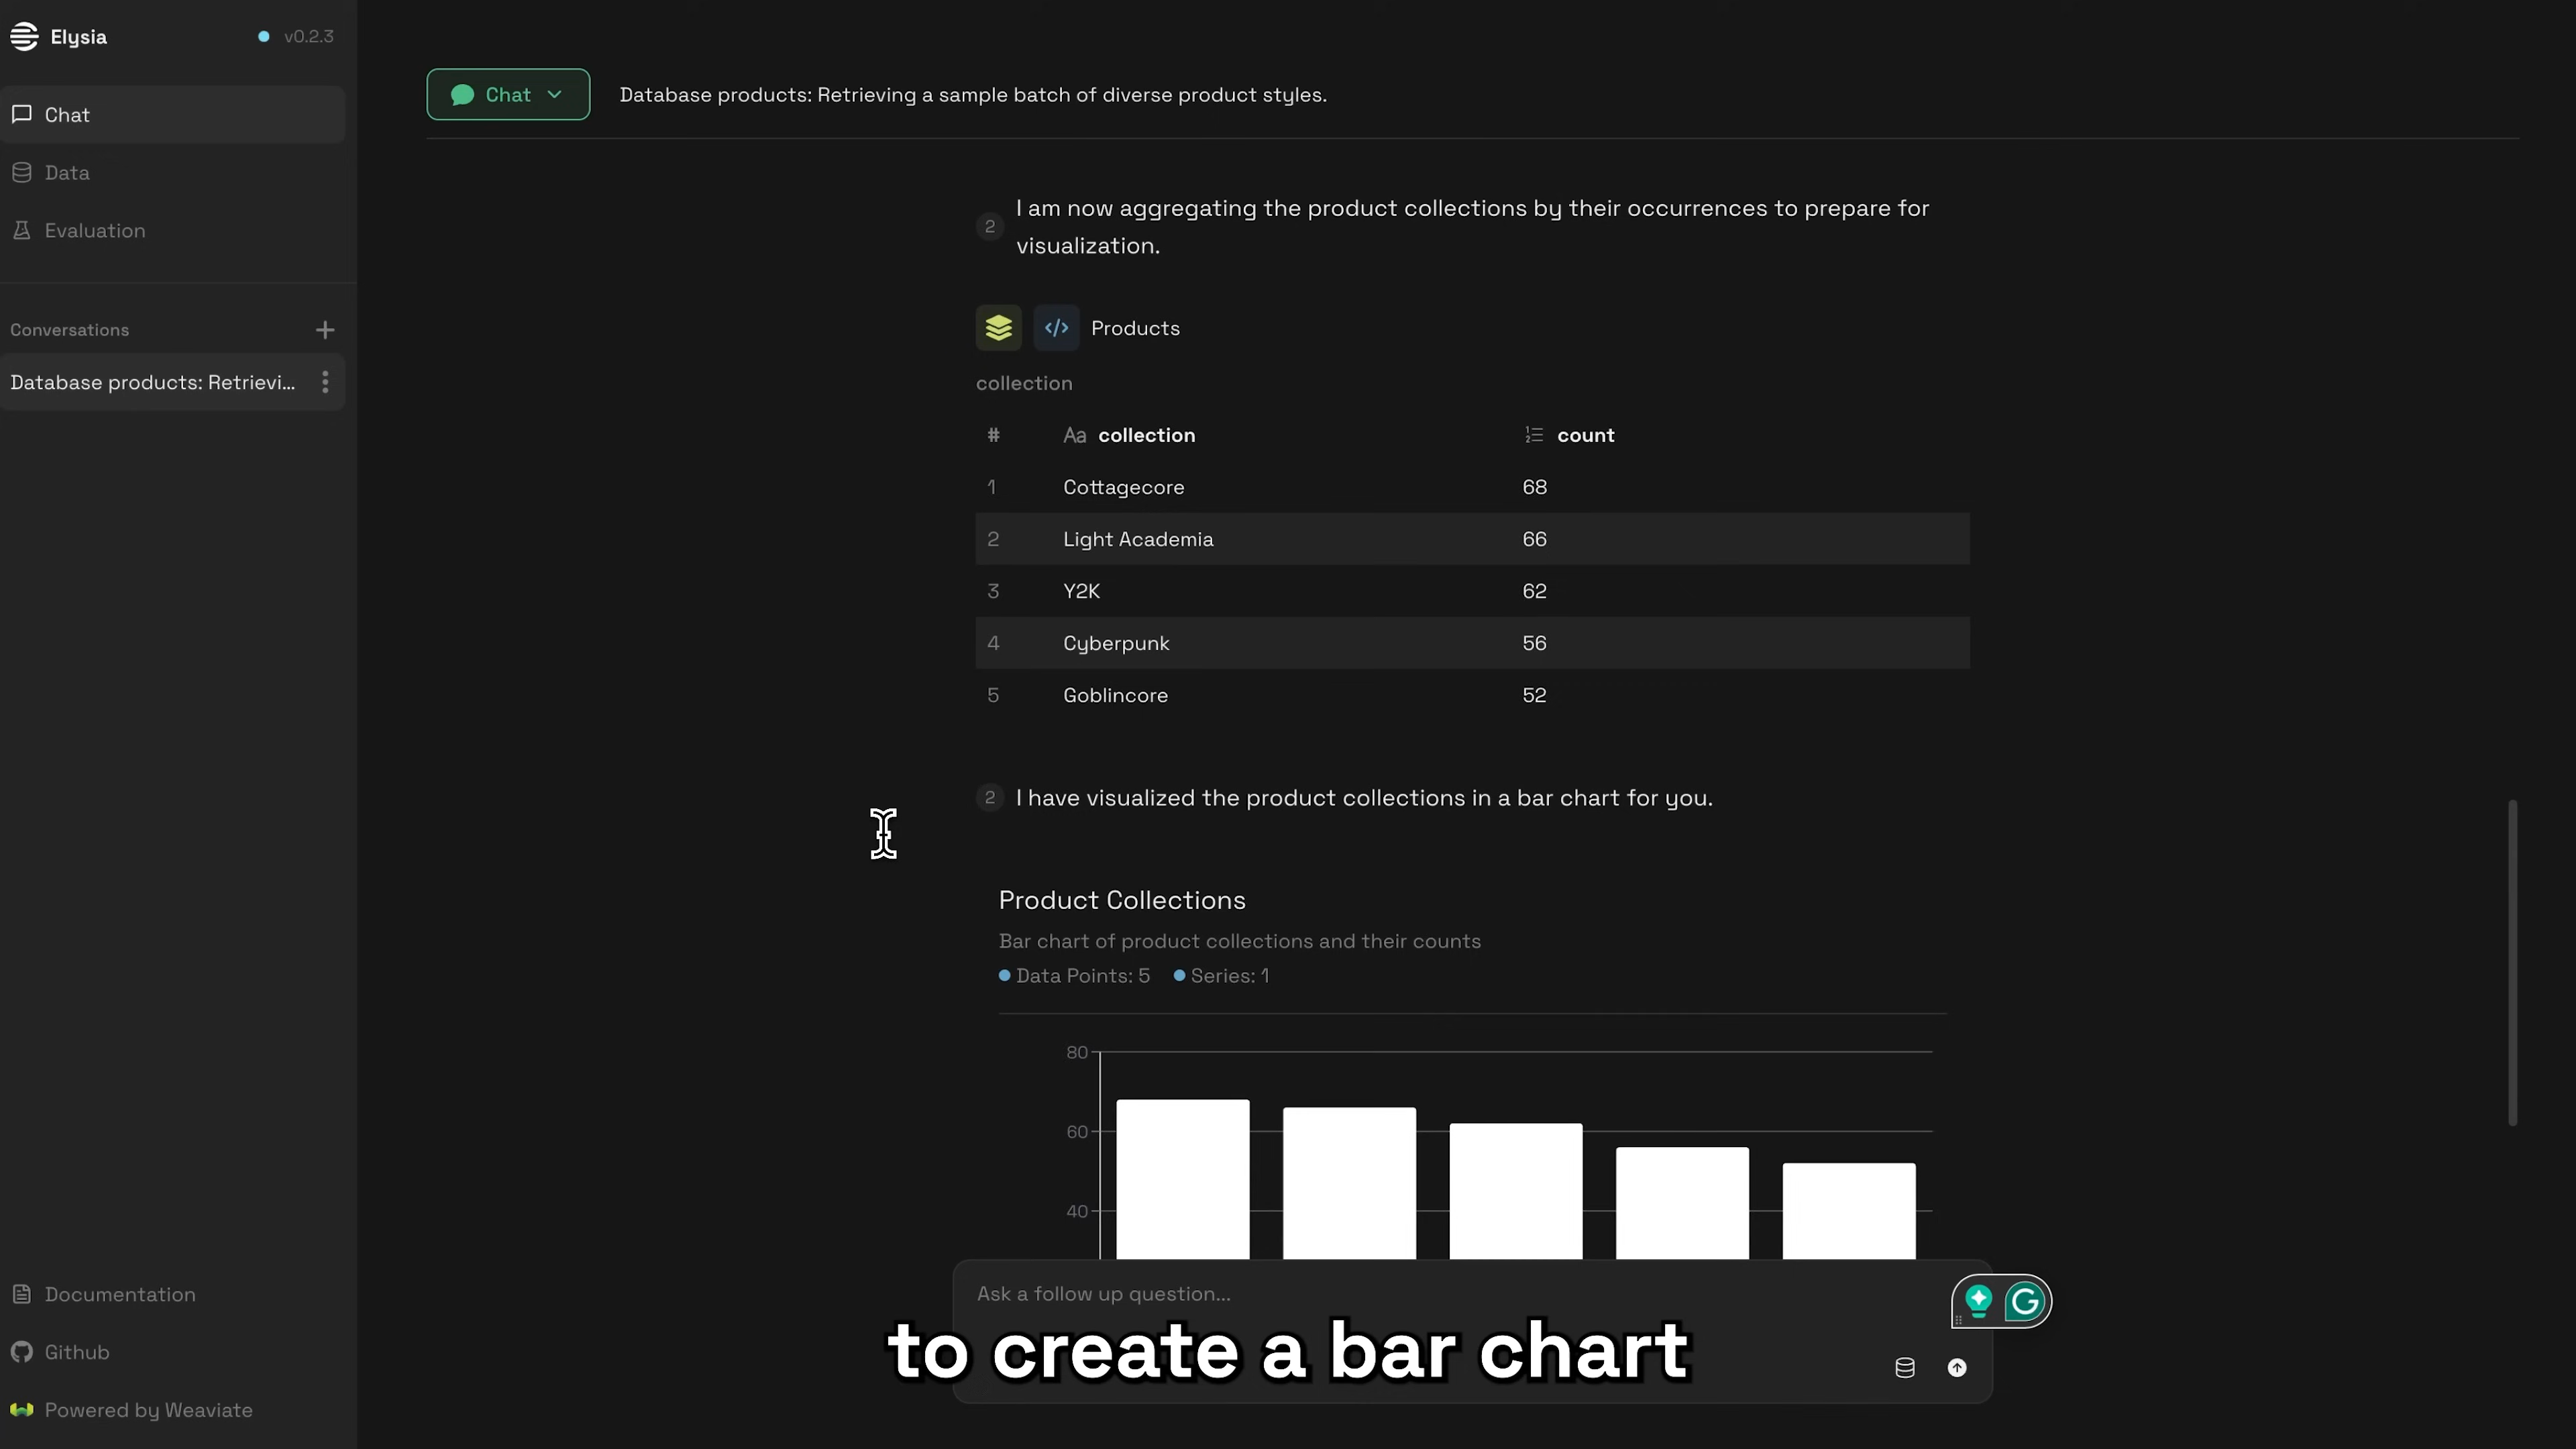 Elysia
v0.2.3
Chat
Data
Evaluation
Conversations
Database products: Retrievi...
Documentation
Github
Powered by Weaviate
Chat
Database products: Retrieving a sample batch of diverse product styles.
2
I am now aggregating the product collections by their occurrences to prepare for
visualization.
</> Products
collection
# Aa collection count
1 Cottagecore 68
2 Light Academia 66
3 Y2K 62
4 Cyberpunk 56
5 Goblincore 52
2 I have visualized the product collections in a bar chart for you.
Product Collections
Bar chart of product collections and their counts
Data Points: 5 Series: 1
80
60
40
Ask a follow up question...
to create a bar chart